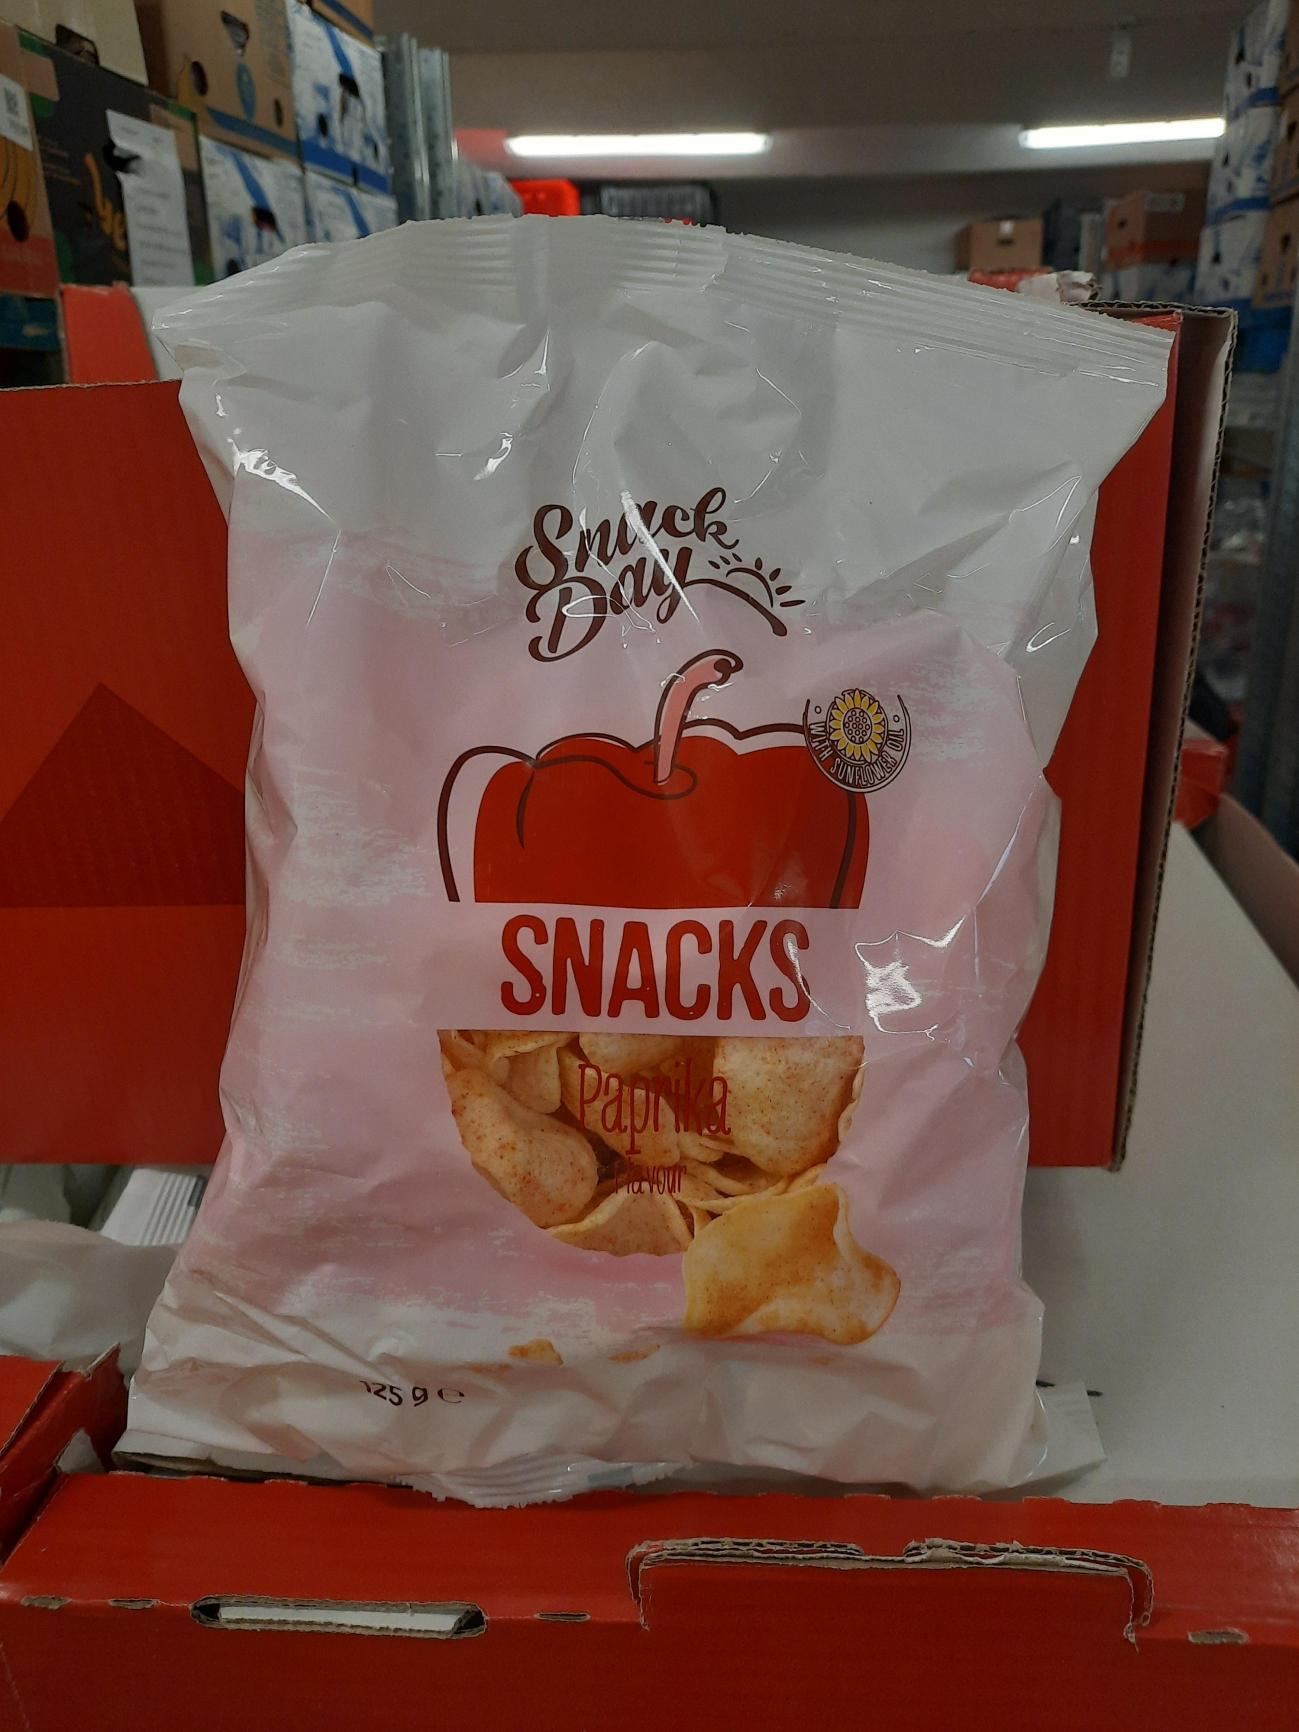 Snack
Day
WITH SUNFLOWER OIL
SNACKS
Paprika
Flavour
125 g ℮